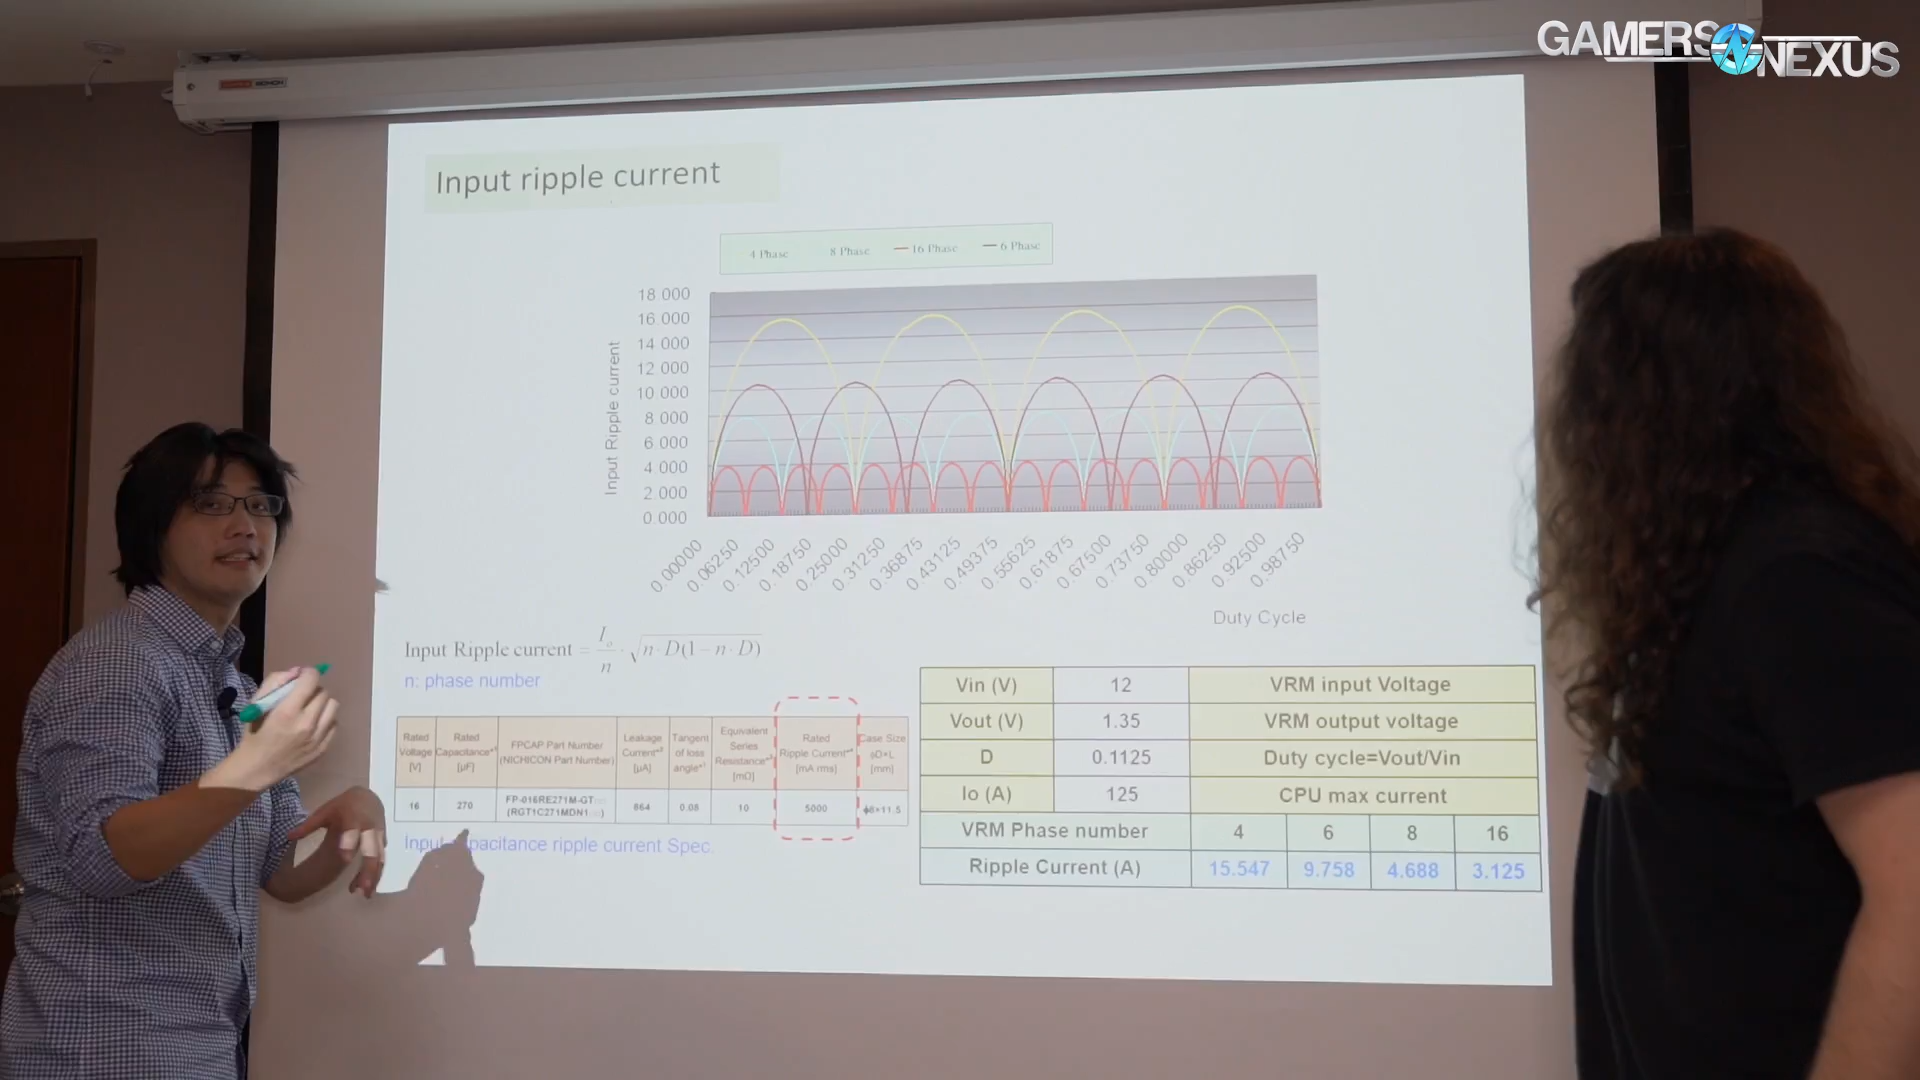 GAMERS NEXUS
Input ripple current
4 Phase 8 Phase 16 Phase 6 Phase
18.000
16.000
14.000
12.000
10.000
8.000
6.000
4.000
2.000
0.000
Input Ripple current
0.00000 0.06250 0.12500 0.18750 0.25000 0.31250 0.36875 0.43125 0.49375 0.55625 0.61875 0.67500 0.73750 0.80000 0.86250 0.92500 0.98750
Duty Cycle
Input Ripple current = I_o / n · √n · D(1 − n · D)
n: phase number
Rated Voltage [V] Rated Capacitance [μF] FPCAP Part Number (NICHICON Part Number) Leakage Current [μA] Tangent of loss angle Equivalent Series Resistance [mΩ] Rated Ripple Current [mA rms] Case Size øD×L [mm]
16 270 FP-016RE271M-GT (RGT1C271MDN1 ) 864 0.08 10 5000 ϕ8×11.5
Input capacitance ripple current Spec.
Vin (V) 12 VRM input Voltage
Vout (V) 1.35 VRM output voltage
D 0.1125 Duty cycle=Vout/Vin
Io (A) 125 CPU max current
VRM Phase number 4 6 8 16
Ripple Current (A) 15.547 9.758 4.688 3.125